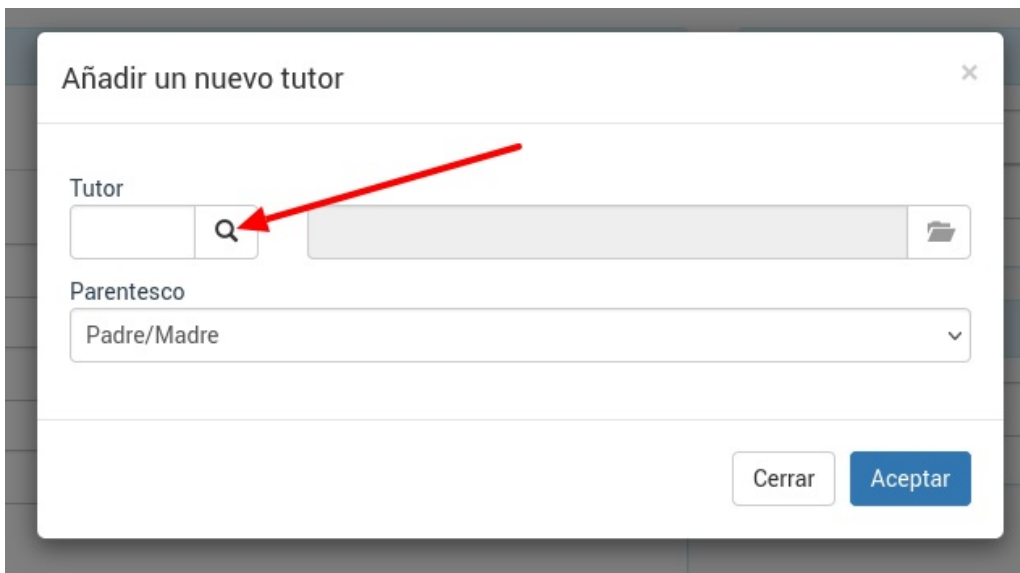 Añadir un nuevo tutor
Tutor
Parentesco
Padre/Madre
Cerrar Aceptar